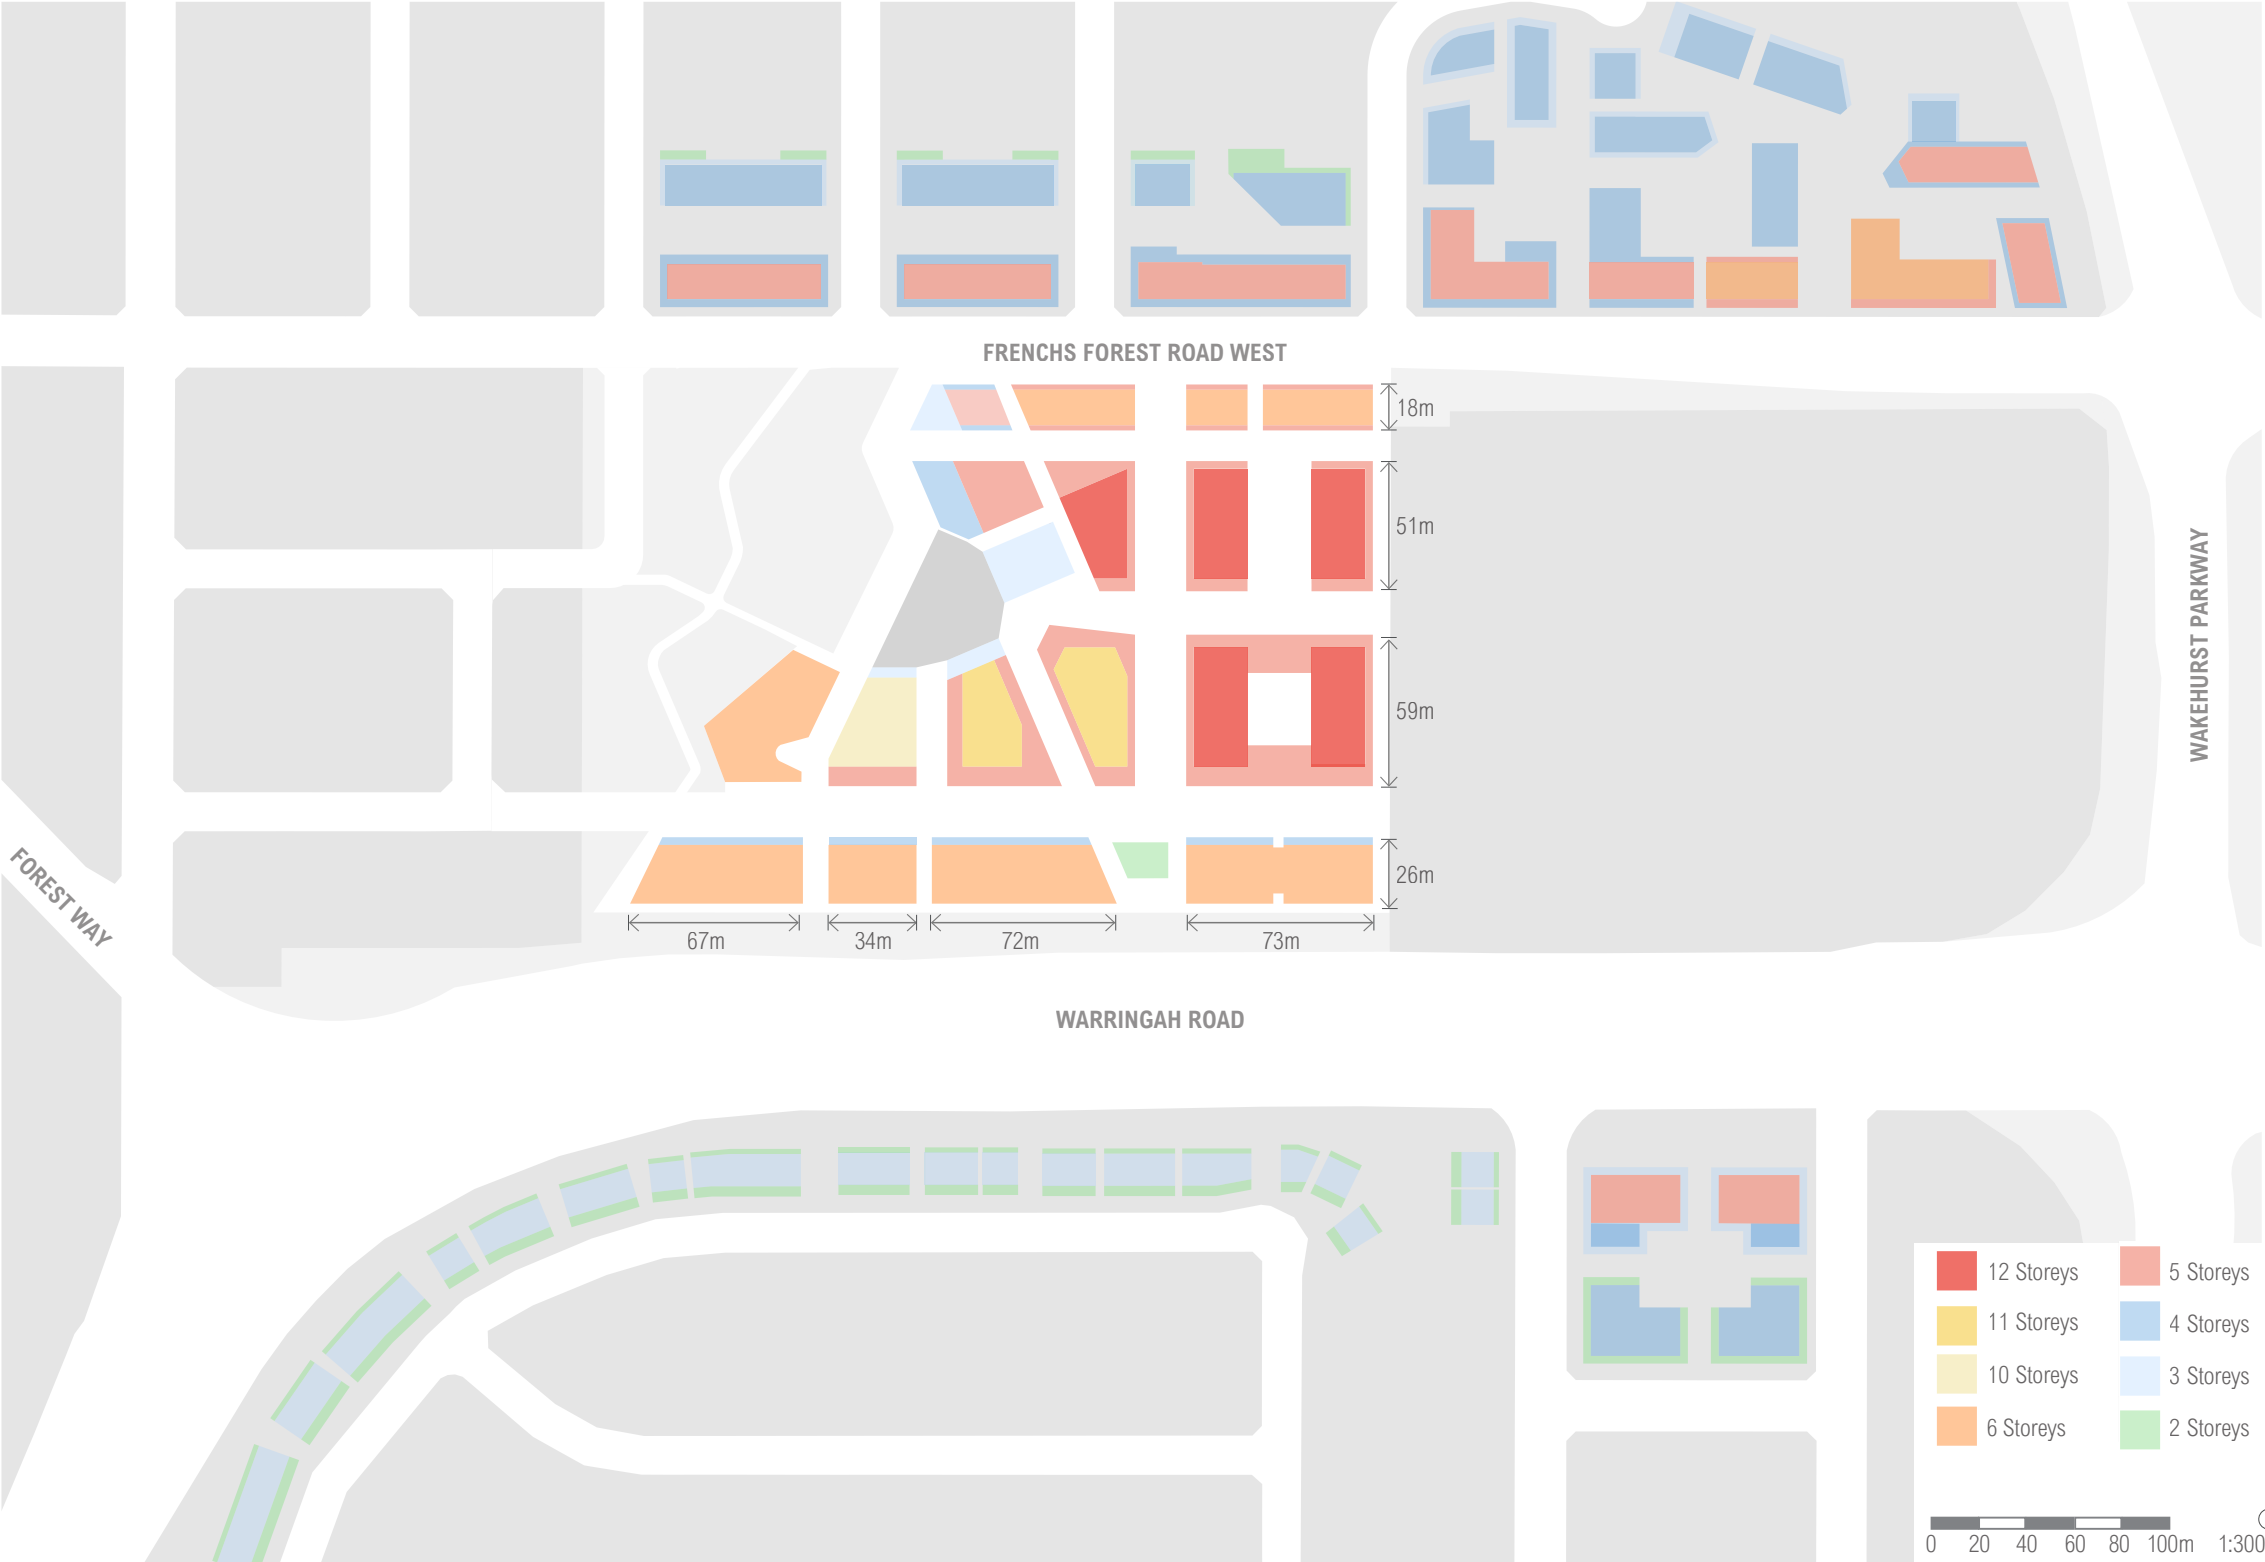 FRENCHS FOREST ROAD WEST
18m
51m
WAKEHURST PARKWAY
59m
FOREST WAY
26m
67m
34m
72m
73m
WARRINGAH ROAD
12 Storeys
5 Storeys
11 Storeys
4 Storeys
10 Storeys
3 Storeys
6 Storeys
2 Storeys
0 20 40 60 80 100m 1:300